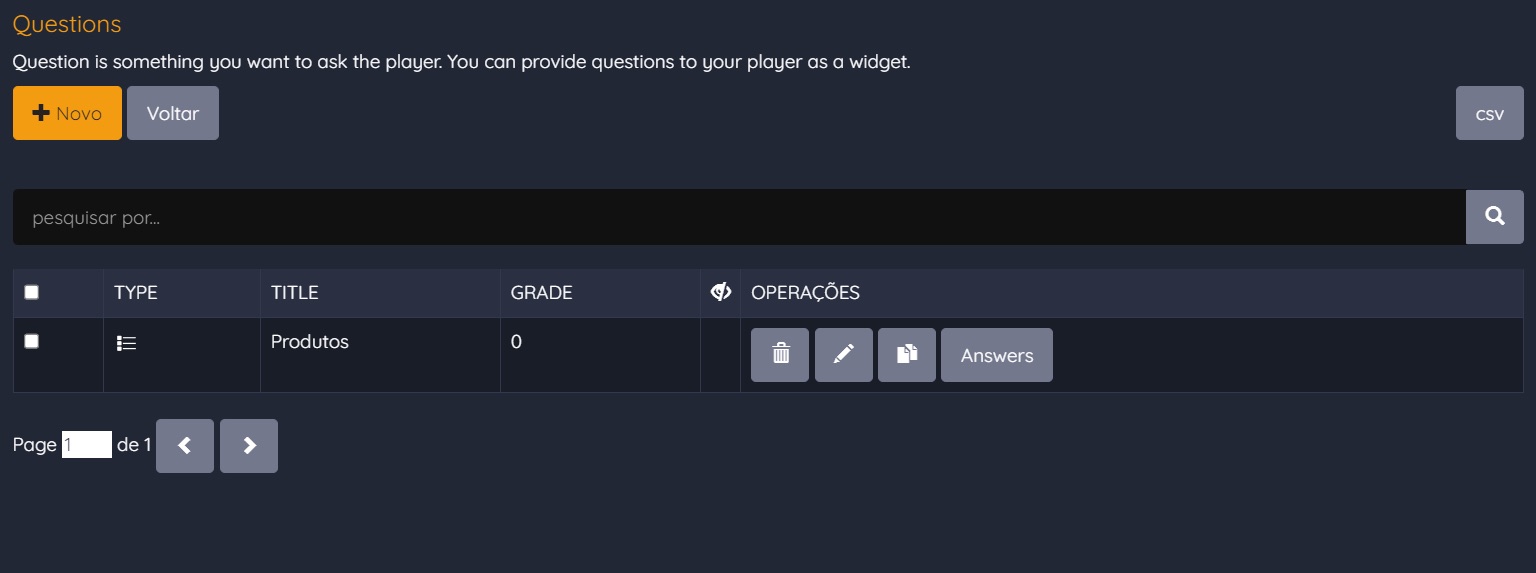 Questions
Question is something you want to ask the player. You can provide questions to your player as a widget.
Novo Voltar csv
pesquisar por...
TYPE TITLE GRADE OPERAÇÕES
Produtos 0 Answers
Page 1 de 1